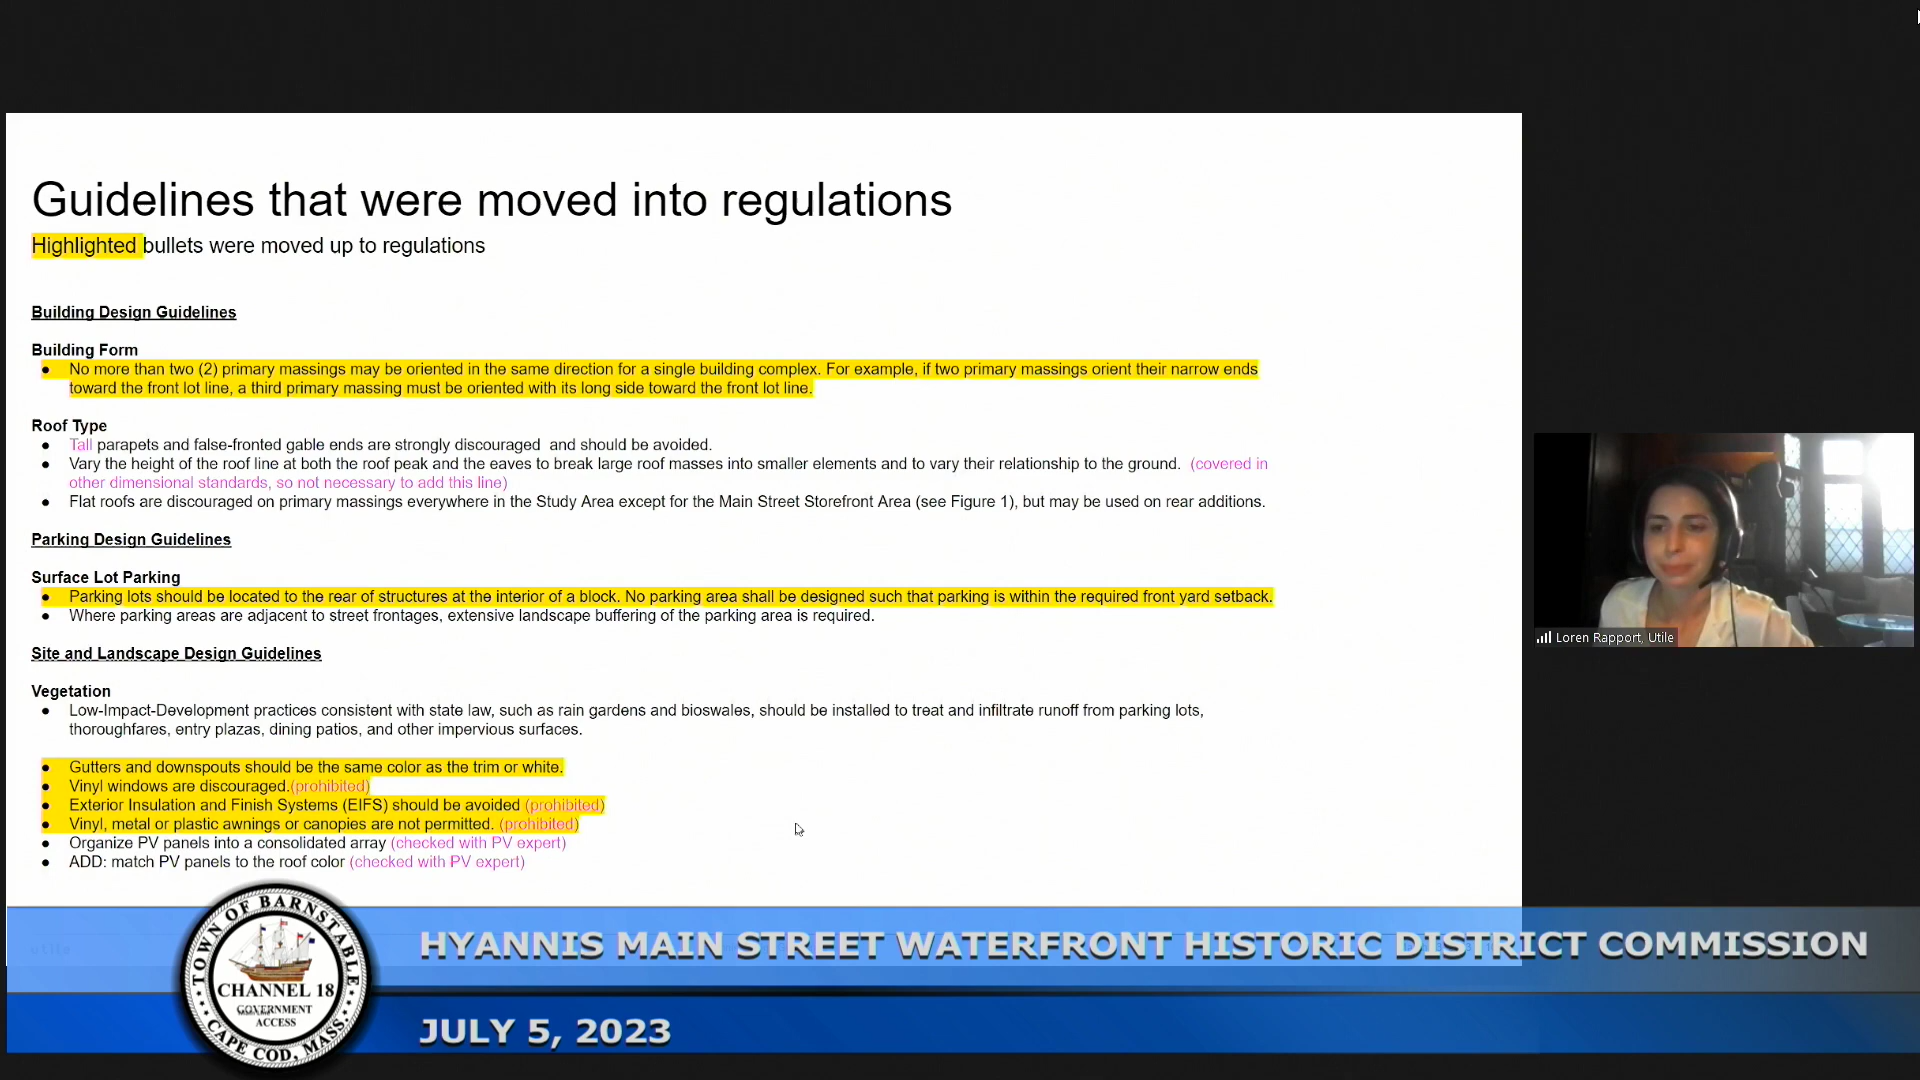 Guidelines that were moved into regulations
Highlighted bullets were moved up to regulations
Building Design Guidelines
Building Form
● No more than two (2) primary massings may be oriented in the same direction for a single building complex. For example, if two primary massings orient their narrow ends
toward the front lot line, a third primary massing must be oriented with its long side toward the front lot line.
Roof Type
● Tall parapets and false-fronted gable ends are strongly discouraged and should be avoided.
● Vary the height of the roof line at both the roof peak and the eaves to break large roof masses into smaller elements and to vary their relationship to the ground. (covered in
other dimensional standards, so not necessary to add this line)
● Flat roofs are discouraged on primary massings everywhere in the Study Area except for the Main Street Storefront Area (see Figure 1), but may be used on rear additions.
Parking Design Guidelines
Surface Lot Parking
● Parking lots should be located to the rear of structures at the interior of a block. No parking area shall be designed such that parking is within the required front yard setback.
● Where parking areas are adjacent to street frontages, extensive landscape buffering of the parking area is required.
Site and Landscape Design Guidelines
Vegetation
● Low-Impact-Development practices consistent with state law, such as rain gardens and bioswales, should be installed to treat and infiltrate runoff from parking lots,
thoroughfares, entry plazas, dining patios, and other impervious surfaces.
● Gutters and downspouts should be the same color as the trim or white.
● Vinyl windows are discouraged.(prohibited)
● Exterior Insulation and Finish Systems (EIFS) should be avoided (prohibited)
● Vinyl, metal or plastic awnings or canopies are not permitted. (prohibited)
● Organize PV panels into a consolidated array (checked with PV expert)
● ADD: match PV panels to the roof color (checked with PV expert)
Loren Rapport, Utile
utile
TOWN OF BARNSTABLE
CHANNEL 18
GOVERNMENT
ACCESS
CAPE COD, MASS.
HYANNIS MAIN STREET WATERFRONT HISTORIC DISTRICT COMMISSION
JULY 5, 2023